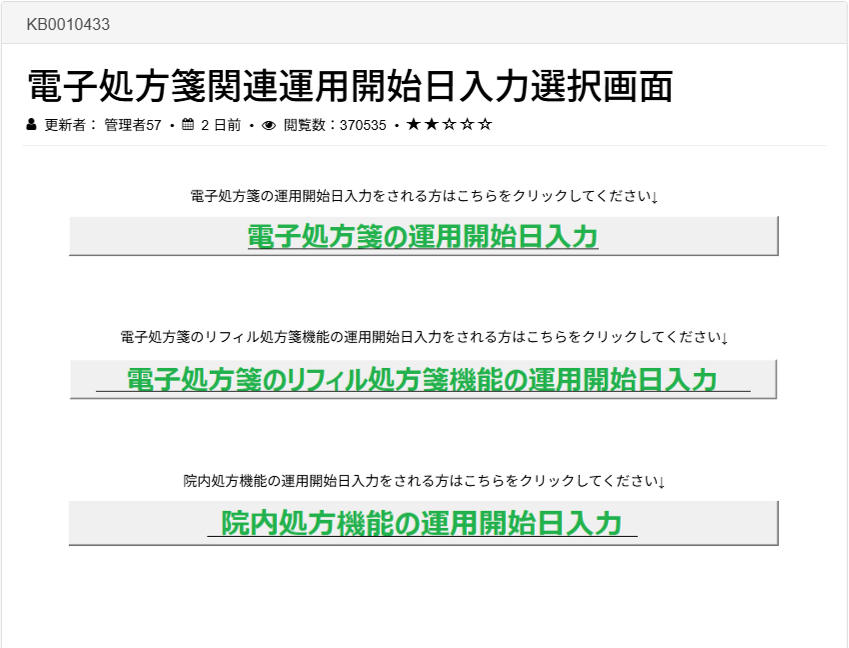 KB0010433
電子処方箋関連運用開始日入力選択画面
更新者： 管理者57 • 2 日前 • 閲覧数：370535 • ★★☆☆☆
電子処方箋の運用開始日入力をされる方はこちらをクリックしてください↓
電子処方箋の運用開始日入力
電子処方箋のリフィル処方箋機能の運用開始日入力をされる方はこちらをクリックしてください↓
電子処方箋のリフィル処方箋機能の運用開始日入力
院内処方機能の運用開始日入力をされる方はこちらをクリックしてください↓
院内処方機能の運用開始日入力